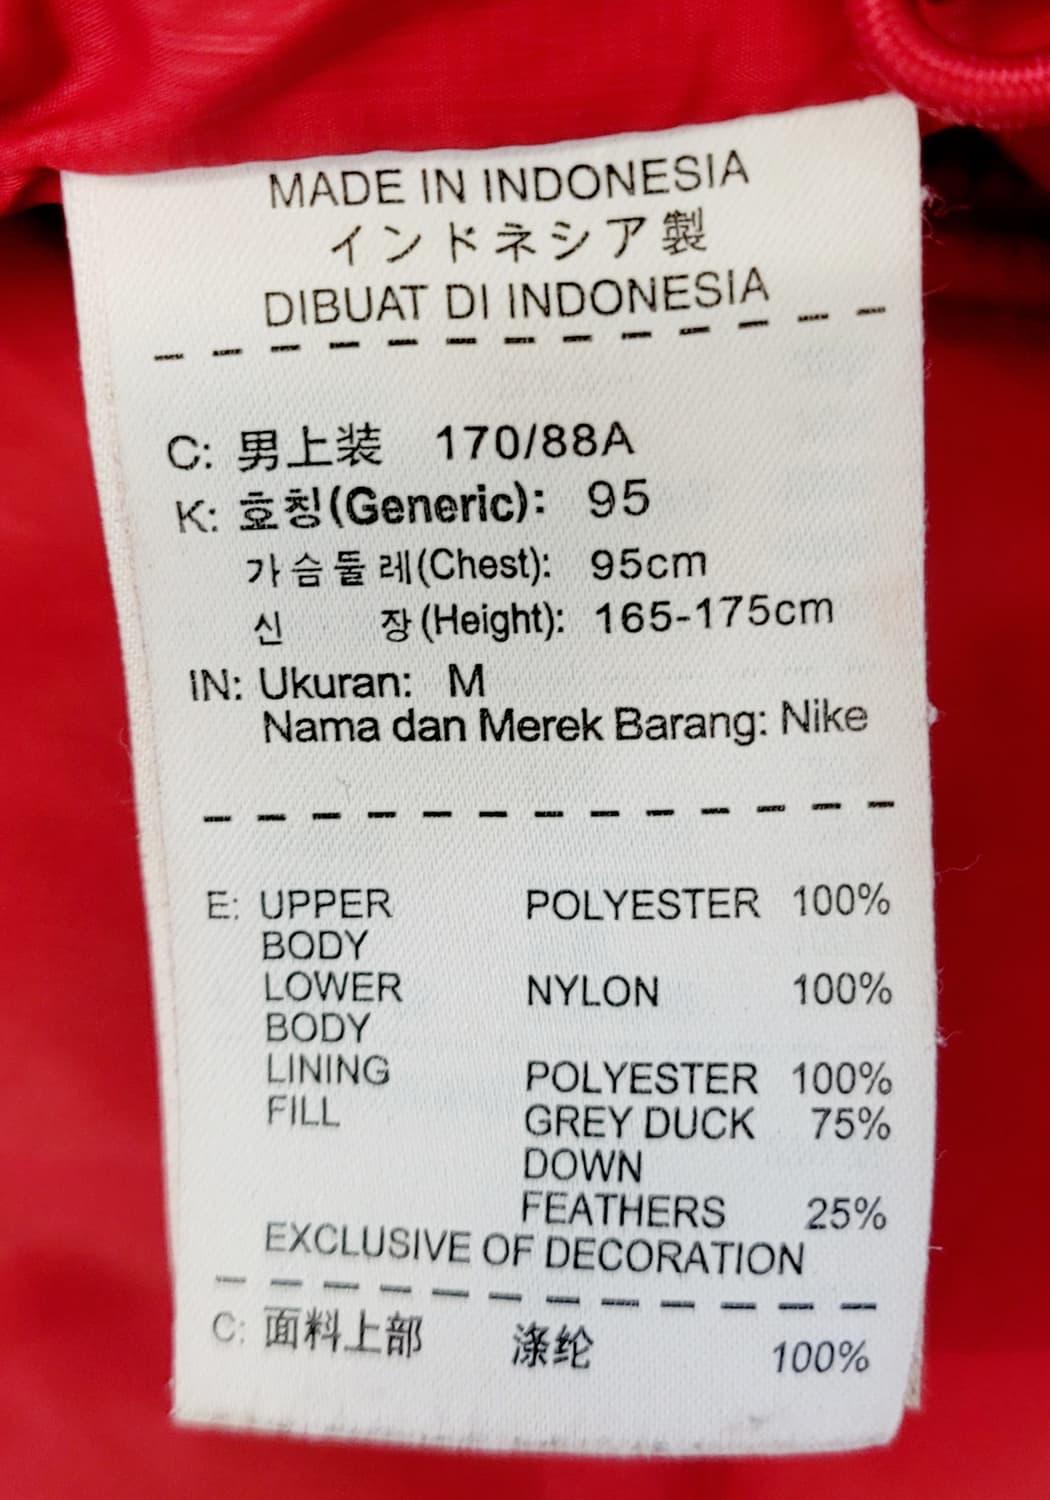 MADE IN INDONESIA
インドネシア製
DIBUAT DI INDONESIA
C: 男上装 170/88A
K: 호칭(Generic): 95
가슴둘레(Chest): 95cm
신 장(Height): 165-175cm
IN: Ukuran: M
Nama dan Merek Barang: Nike
E: UPPER POLYESTER 100%
BODY
LOWER NYLON 100%
BODY
LINING POLYESTER 100%
FILL GREY DUCK 75%
DOWN
FEATHERS 25%
EXCLUSIVE OF DECORATION
C: 面料上部 涤纶 100%